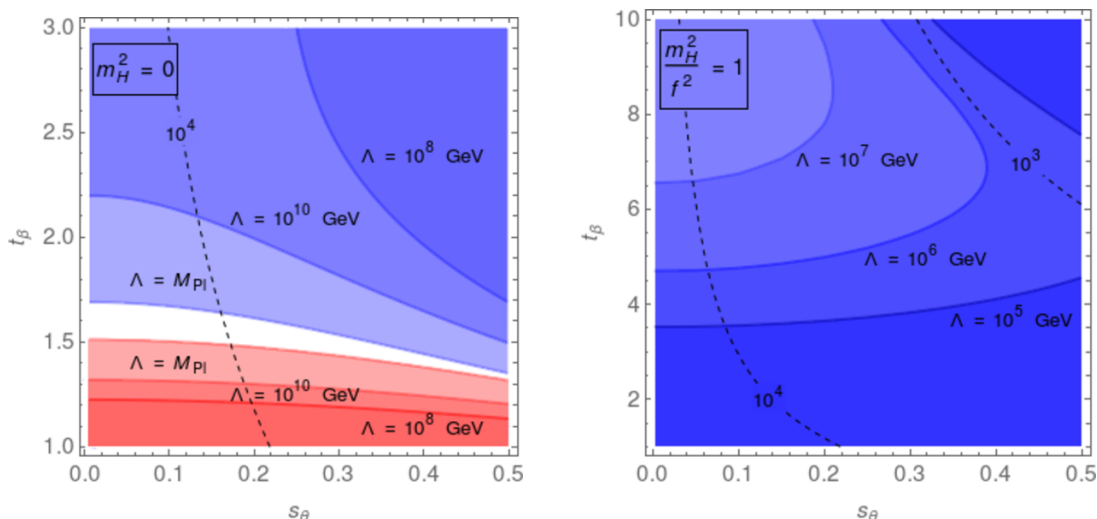 m_H^2 = 0
3.0
2.5
2.0
1.5
1.0
t_β
10^4
Λ = 10^8 GeV
Λ = 10^10 GeV
Λ = M_Pl
Λ = M_Pl
Λ = 10^10 GeV
Λ = 10^8 GeV
0.0 0.1 0.2 0.3 0.4 0.5
s_θ
m_H^2 / f^2 = 1
10
8
6
4
2
t_β
Λ = 10^7 GeV
10^3
Λ = 10^6 GeV
Λ = 10^5 GeV
10^4
0.0 0.1 0.2 0.3 0.4 0.5
s_θ